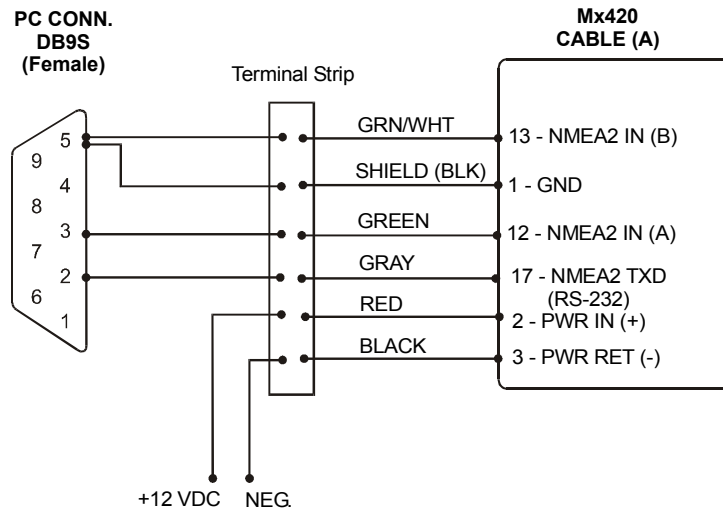 PC CONN.
DB9S
(Female)
Terminal Strip
Mx420
CABLE (A)
5
9
4
8
3
7
2
6
1
GRN/WHT
13 - NMEA2 IN (B)
SHIELD (BLK)
1 - GND
GREEN
12 - NMEA2 IN (A)
GRAY
17 - NMEA2 TXD
(RS-232)
RED
2 - PWR IN (+)
BLACK
3 - PWR RET (-)
+12 VDC
NEG.